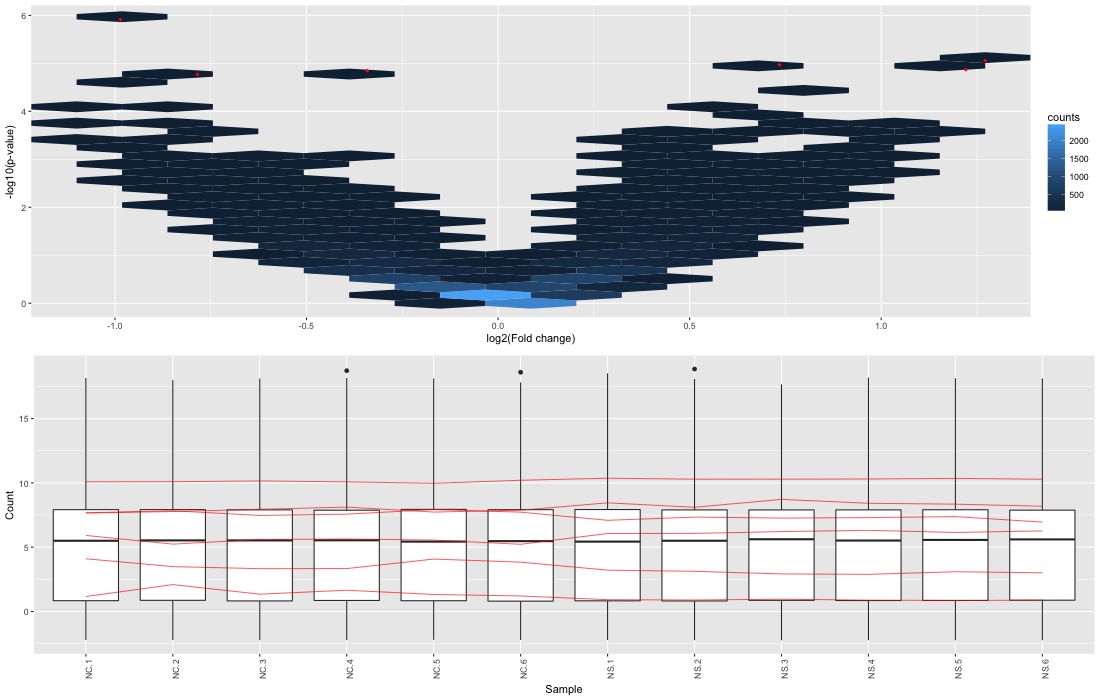 6
4
2
0
-log10(p-value)
-1.0
-0.5
0.0
0.5
1.0
log2(Fold change)
counts
2000
1500
1000
500
15
10
5
0
Count
NC.1
NC.2
NC.3
NC.4
NC.5
NC.6
NS.1
NS.2
NS.3
NS.4
NS.5
NS.6
Sample